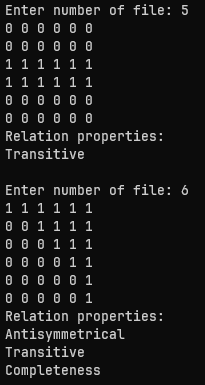 Enter number of file: 5
0 0 0 0 0 0
0 0 0 0 0 0
1 1 1 1 1 1
1 1 1 1 1 1
0 0 0 0 0 0
0 0 0 0 0 0
Relation properties:
Transitive
Enter number of file: 6
1 1 1 1 1 1
0 0 1 1 1 1
0 0 0 1 1 1
0 0 0 0 1 1
0 0 0 0 0 1
0 0 0 0 0 1
Relation properties:
Antisymmetrical
Transitive
Completeness